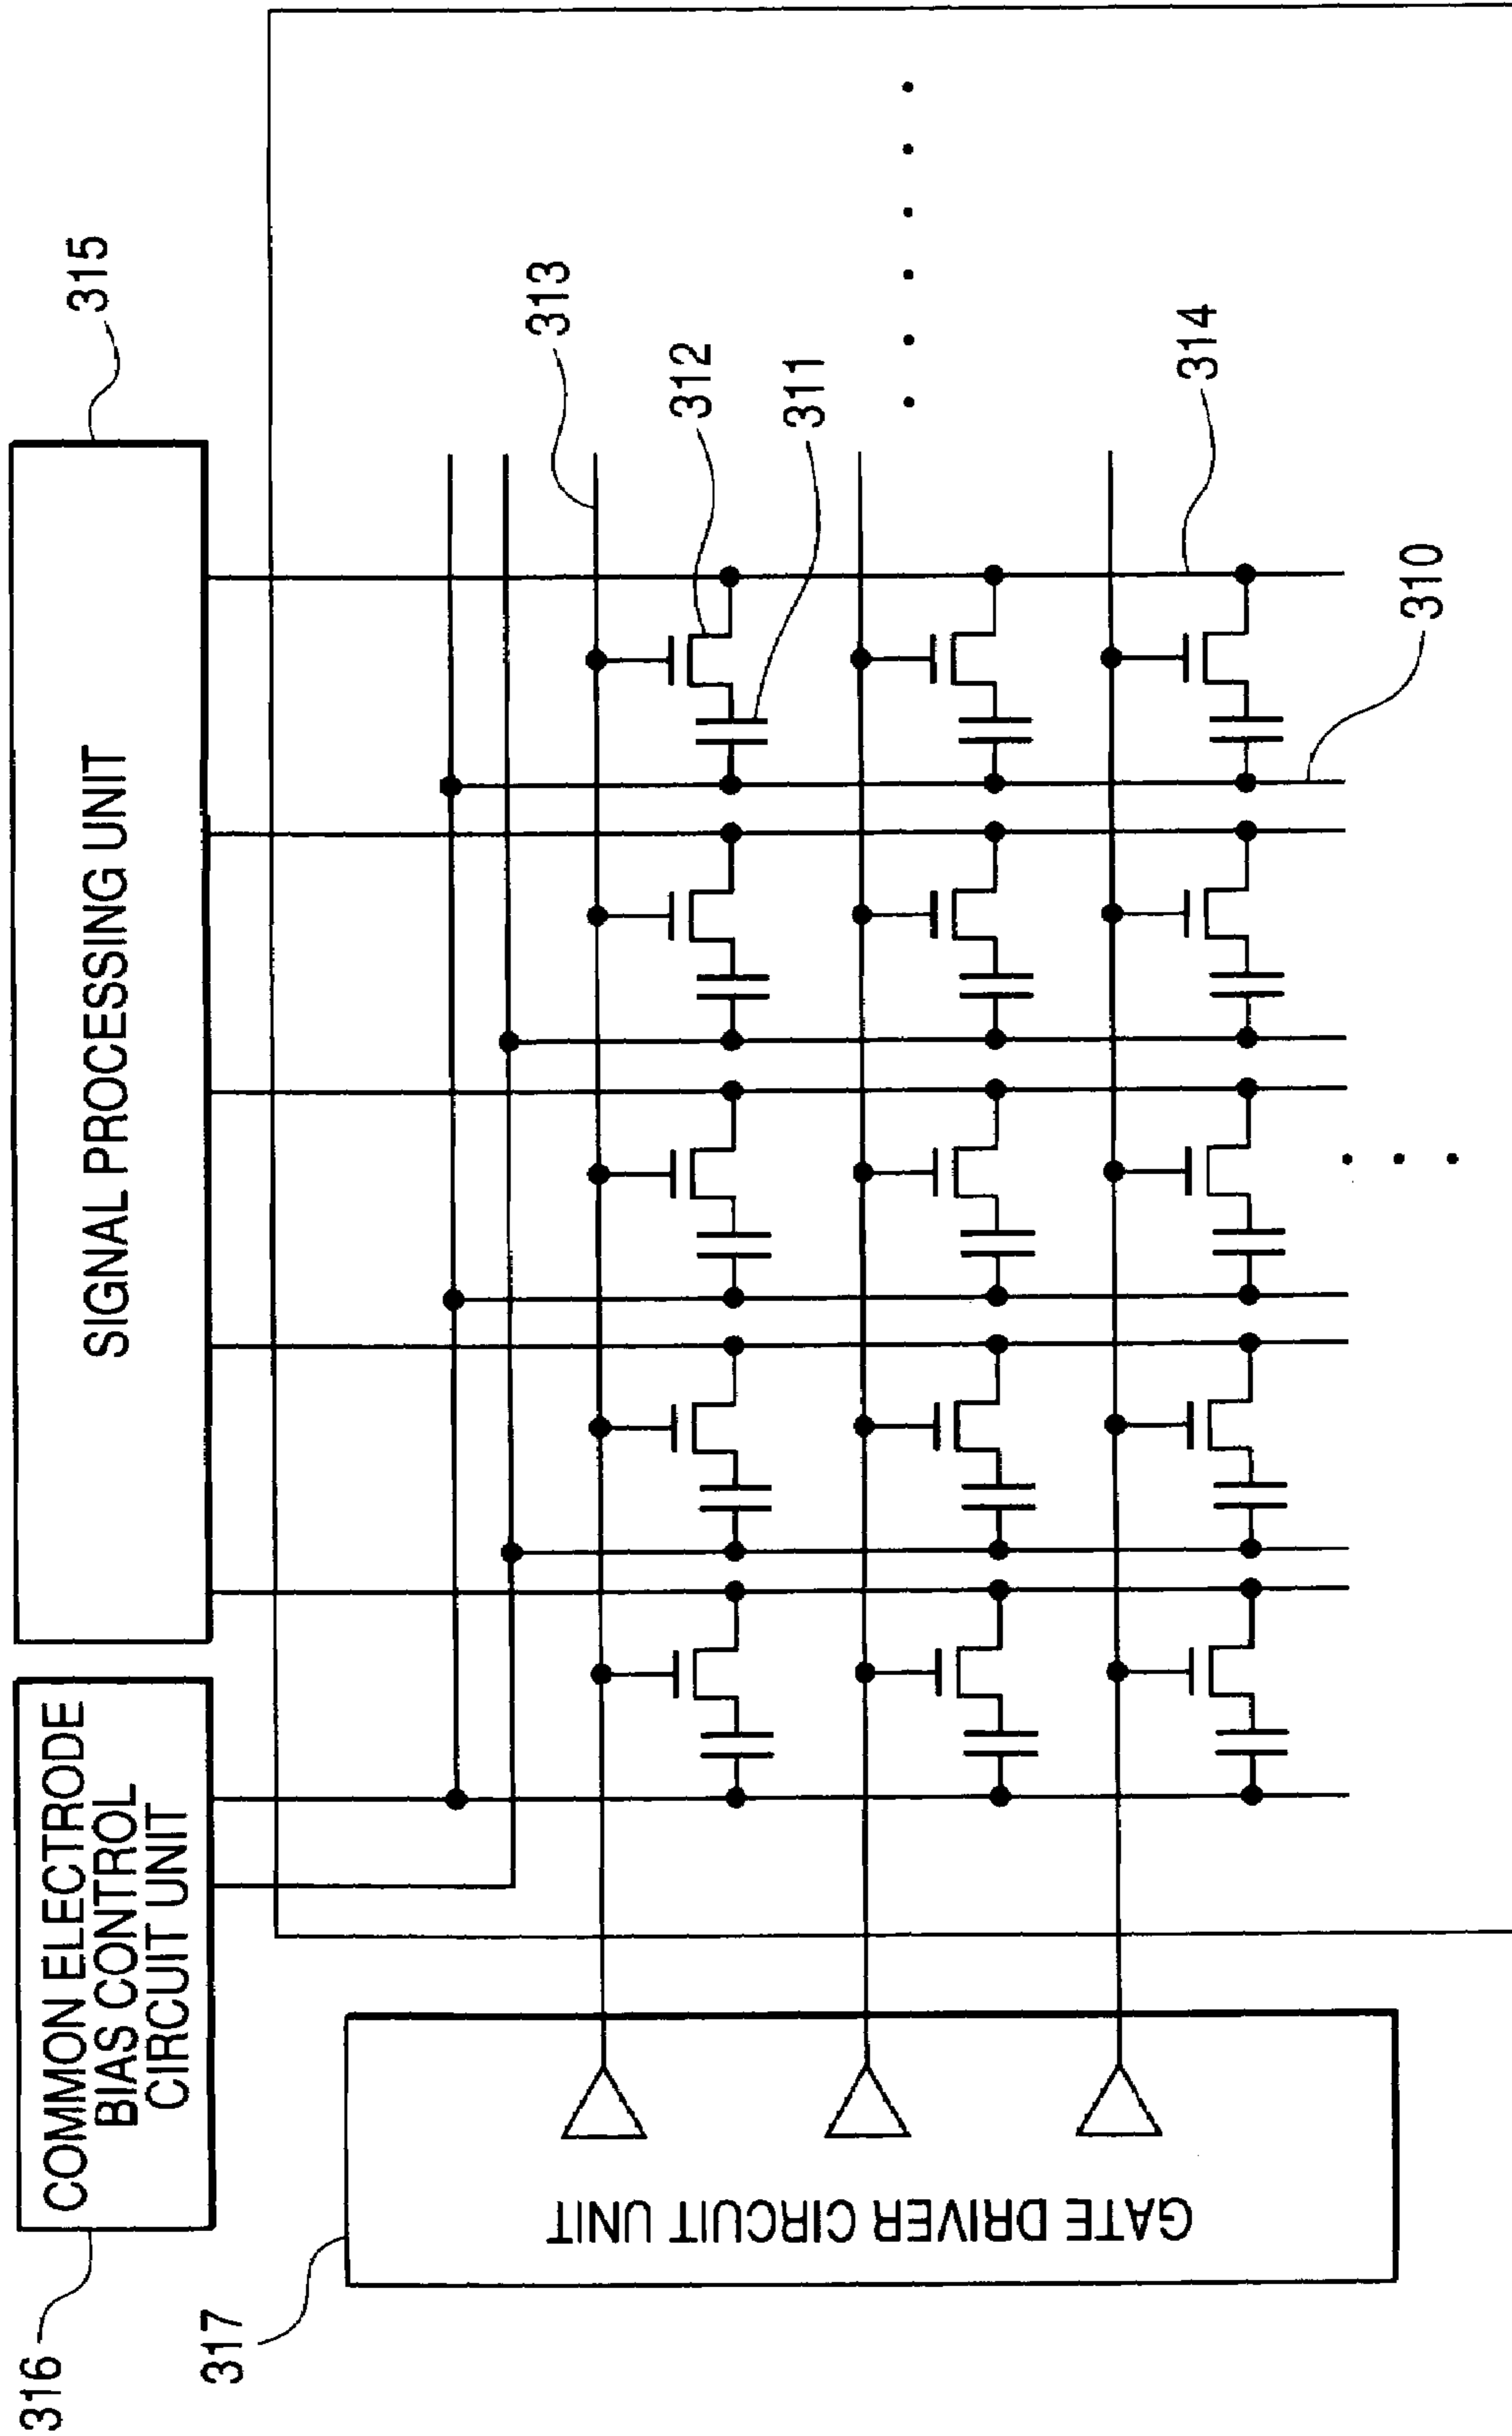 316
COMMON ELECTRODE
BIAS CONTROL
CIRCUIT UNIT
SIGNAL PROCESSING UNIT
315
317
GATE DRIVER CIRCUIT UNIT
313
312
311
314
310